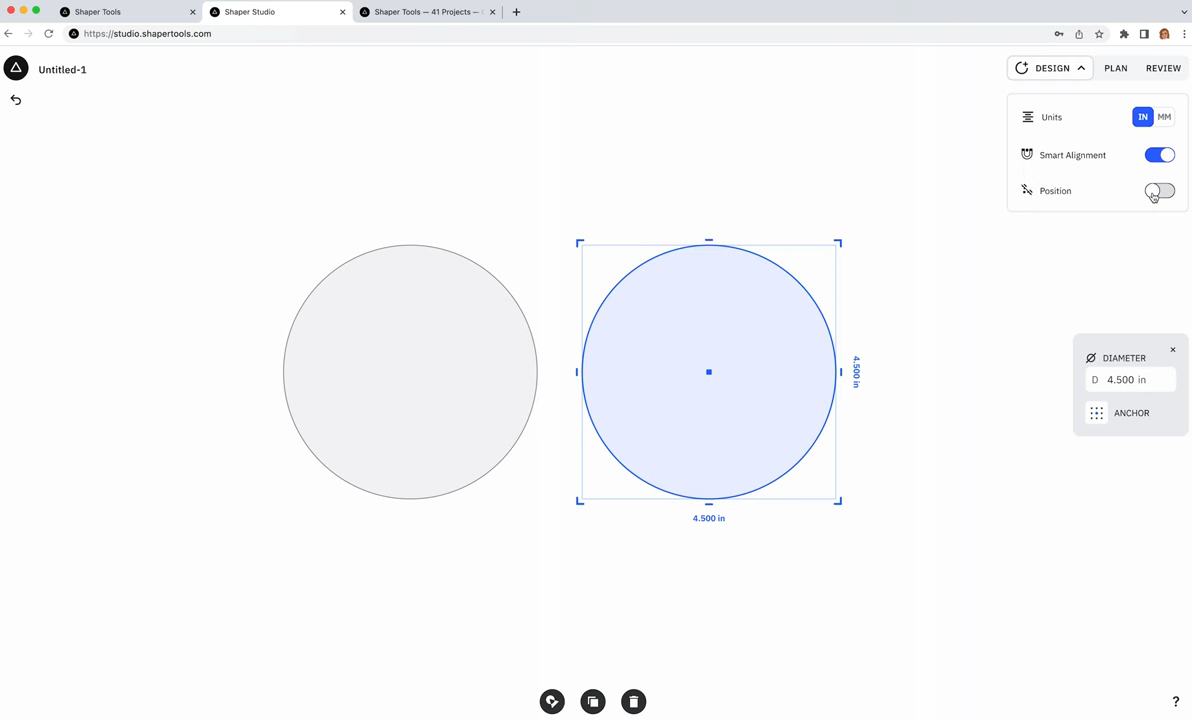 Shaper Tools
Shaper Studio
Shaper Tools — 41 Projects —
https://studio.shapertools.com
Untitled-1
DESIGN
PLAN
REVIEW
Units
IN
MM
Smart Alignment
Position
4.500 in
4.500 in
DIAMETER
D 4.500 in
ANCHOR
?